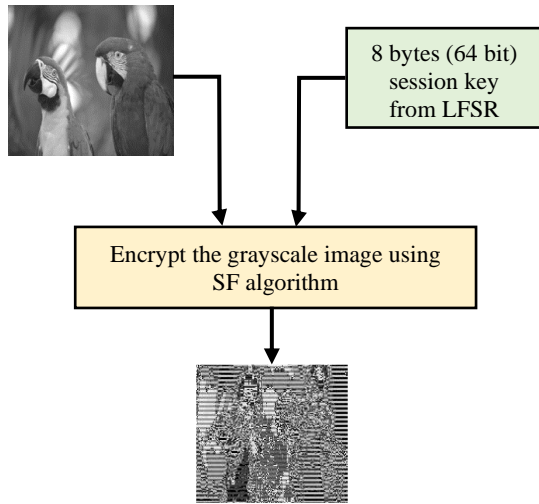 8 bytes (64 bit)
session key
from LFSR
Encrypt the grayscale image using
SF algorithm